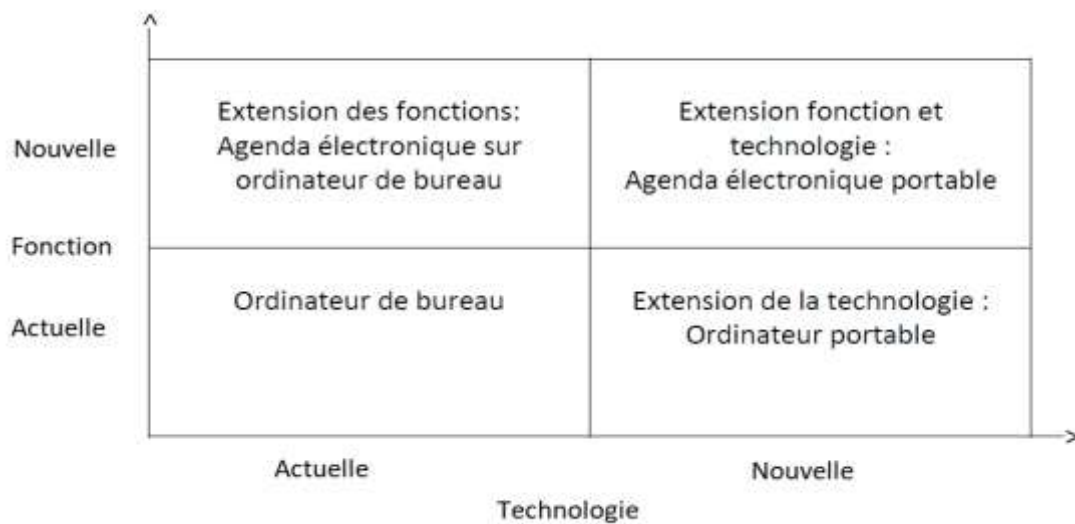 Nouvelle
Extension des fonctions:
Agenda électronique sur
ordinateur de bureau
Extension fonction et
technologie :
Agenda électronique portable
Fonction
Actuelle
Ordinateur de bureau
Extension de la technologie :
Ordinateur portable
Actuelle
Nouvelle
Technologie